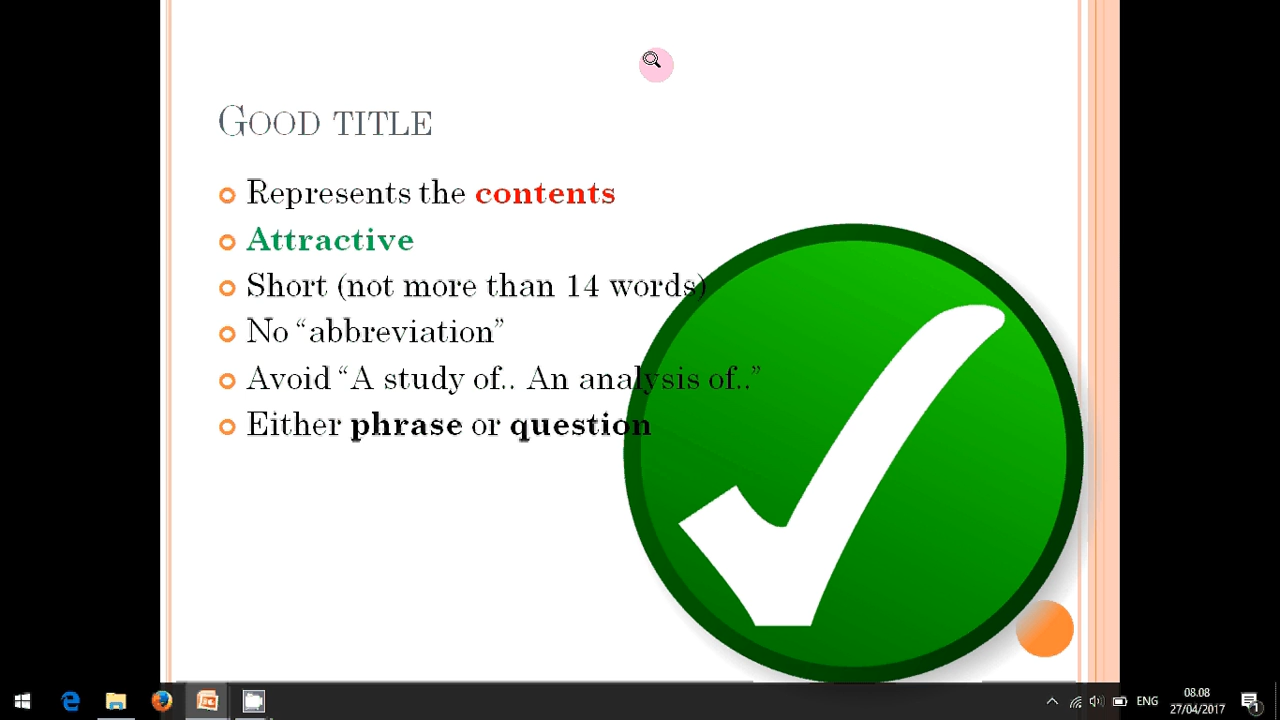 Good title
Represents the contents
Attractive
Short (not more than 14 words)
No “abbreviation”
Avoid “A study of.. An analysis of..”
Either phrase or question
ENG
08.08
27/04/2017
1